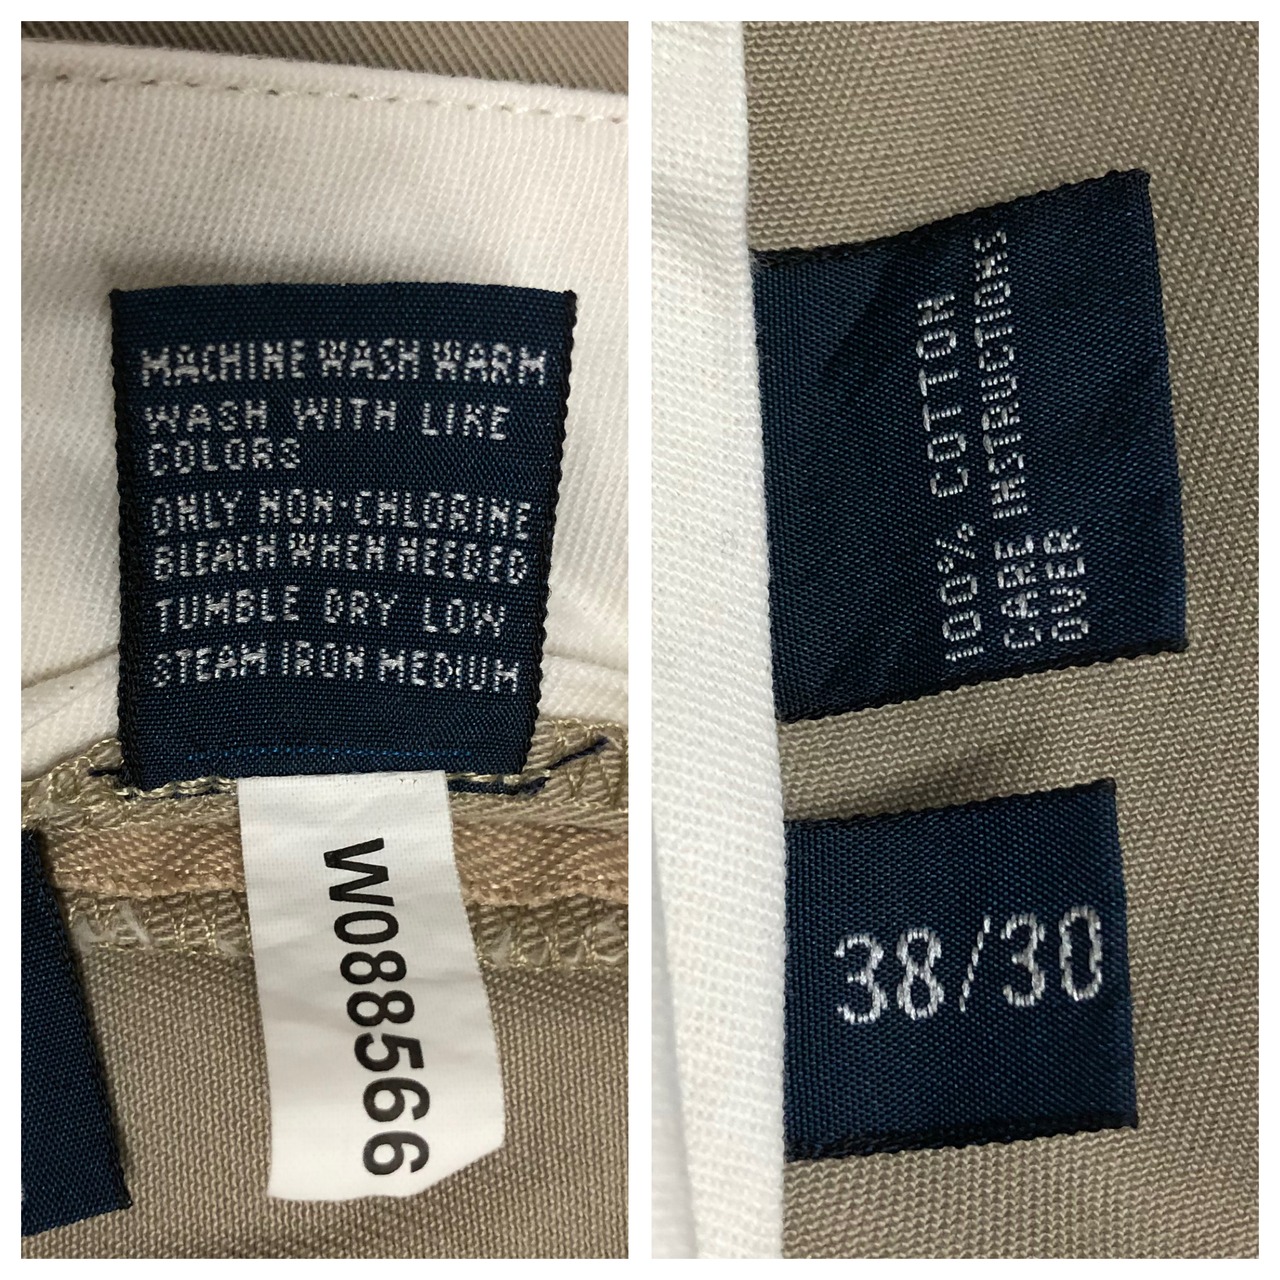 MACHINE WASH WARM
WASH WITH LIKE
COLORS
ONLY NON-CHLORINE
BLEACH WHEN NEEDED
TUMBLE DRY LOW
STEAM IRON MEDIUM
W088566
100% COTTON
CARE INSTRUCTIONS
OVER
38/30